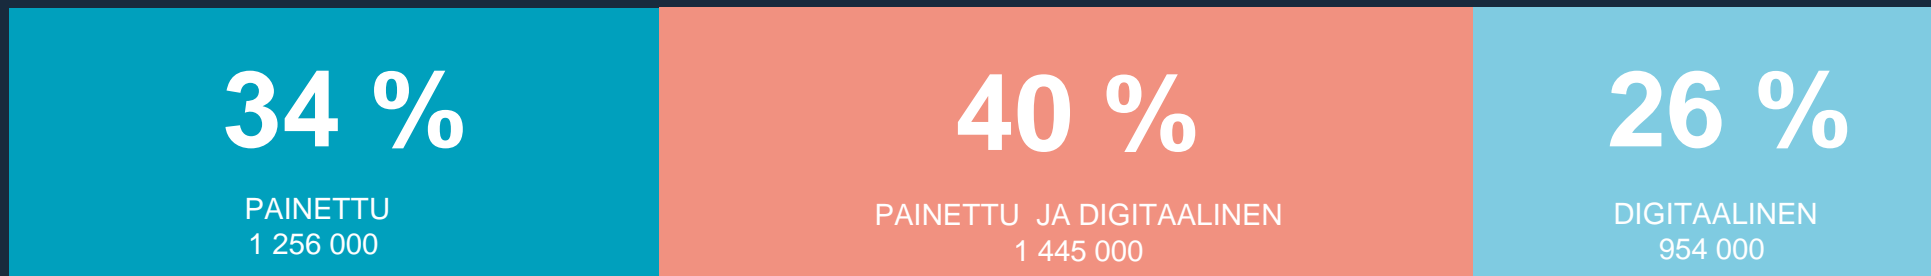 34 %
PAINETTU
1 256 000
40 %
PAINETTU JA DIGITAALINEN
1 445 000
26 %
DIGITAALINEN
954 000